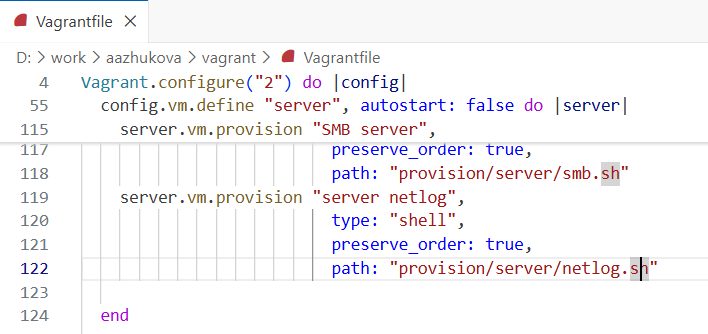 Vagrantfile ×
D: > work > aazhukova > vagrant > Vagrantfile
4 Vagrant.configure("2") do |config|
55 config.vm.define "server", autostart: false do |server|
115 server.vm.provision "SMB server",
117 preserve_order: true,
118 path: "provision/server/smb.sh"
119 server.vm.provision "server netlog",
120 type: "shell",
121 preserve_order: true,
122 path: "provision/server/netlog.sh"
123
124 end